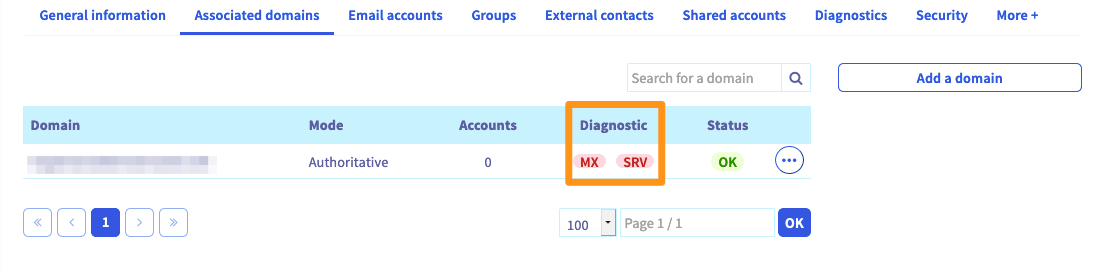 General information Associated domains Email accounts Groups External contacts Shared accounts Diagnostics Security More +
Search for a domain Add a domain
Domain Mode Accounts Diagnostic Status
Authoritative 0 MX SRV OK
« < 1 > » 100 Page 1 / 1 OK